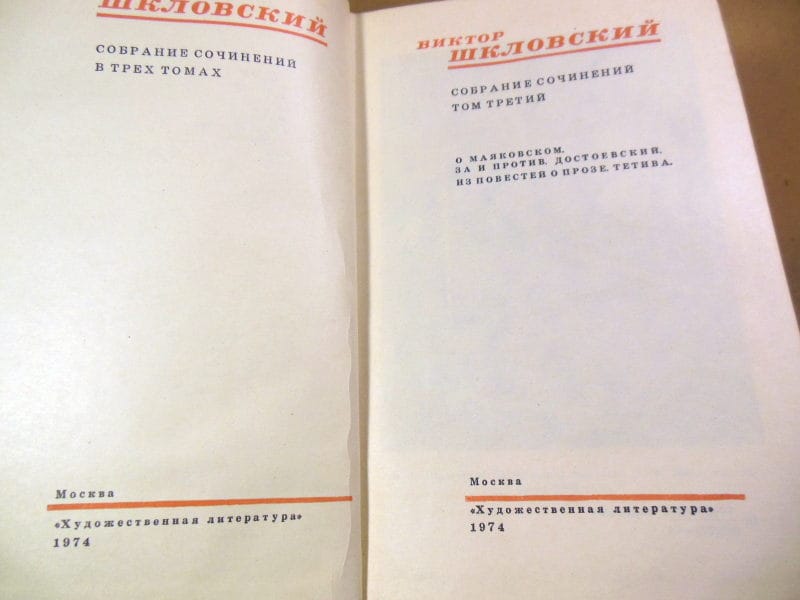 ШКЛОВСКИЙ
СОБРАНИЕ СОЧИНЕНИЙ
В ТРЕХ ТОМАХ
Москва
«Художественная литература»
1974
ВИКТОР
ШКЛОВСКИЙ
СОБРАНИЕ СОЧИНЕНИЙ
ТОМ ТРЕТИЙ
О МАЯКОВСКОМ.
ЗА И ПРОТИВ. ДОСТОЕВСКИЙ.
ИЗ ПОВЕСТЕЙ О ПРОЗЕ. ТЕТИВА.
Москва
«Художественная литература»
1974